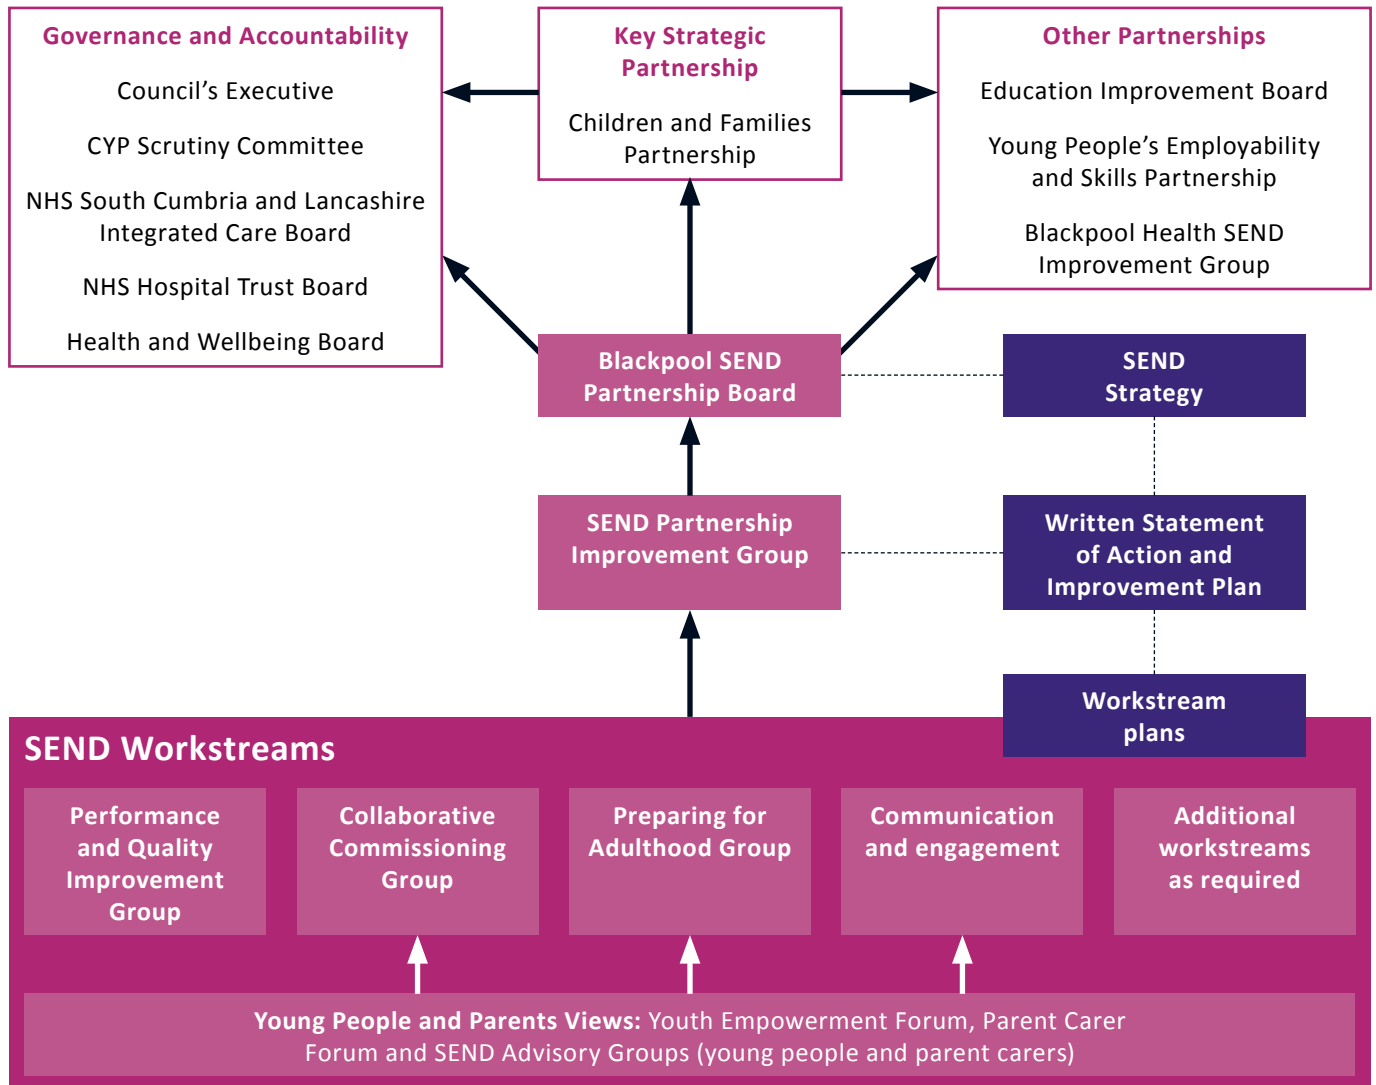 Governance and Accountability
Council’s Executive
CYP Scrutiny Committee
NHS South Cumbria and Lancashire
Integrated Care Board
NHS Hospital Trust Board
Health and Wellbeing Board
Key Strategic
Partnership
Children and Families
Partnership
Other Partnerships
Education Improvement Board
Young People’s Employability
and Skills Partnership
Blackpool Health SEND
Improvement Group
Blackpool SEND
Partnership Board
SEND
Strategy
SEND Partnership
Improvement Group
Written Statement
of Action and
Improvement Plan
Workstream
plans
SEND Workstreams
Performance
and Quality
Improvement
Group
Collaborative
Commissioning
Group
Preparing for
Adulthood Group
Communication
and engagement
Additional
workstreams
as required
Young People and Parents Views: Youth Empowerment Forum, Parent Carer
Forum and SEND Advisory Groups (young people and parent carers)